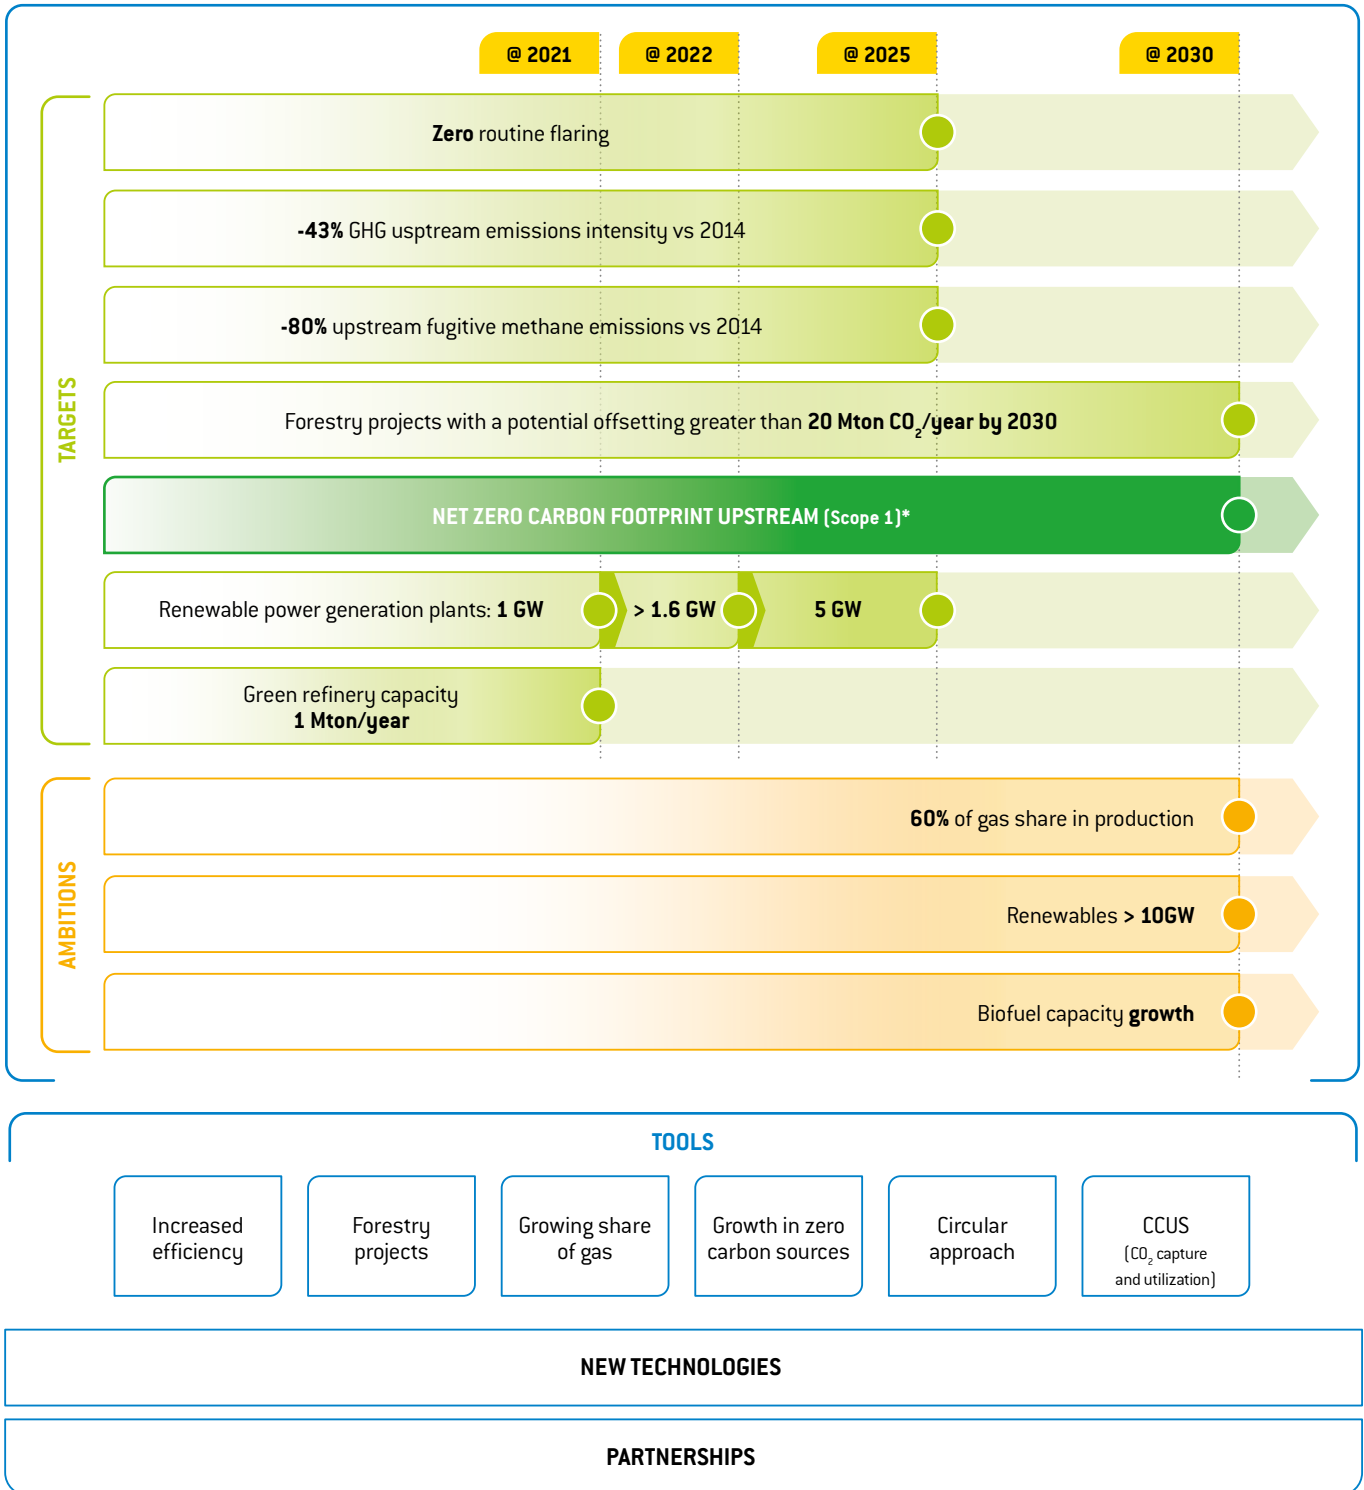 @ 2021
@ 2022
@ 2025
@ 2030
TARGETS
Zero routine flaring
-43% GHG usptream emissions intensity vs 2014
-80% upstream fugitive methane emissions vs 2014
Forestry projects with a potential offsetting greater than 20 Mton CO₂/year by 2030
NET ZERO CARBON FOOTPRINT UPSTREAM (Scope 1)*
Renewable power generation plants: 1 GW
> 1.6 GW
5 GW
Green refinery capacity
1 Mton/year
AMBITIONS
60% of gas share in production
Renewables > 10GW
Biofuel capacity growth
TOOLS
Increased
efficiency
Forestry
projects
Growing share
of gas
Growth in zero
carbon sources
Circular
approach
CCUS
(CO₂ capture
and utilization)
NEW TECHNOLOGIES
PARTNERSHIPS